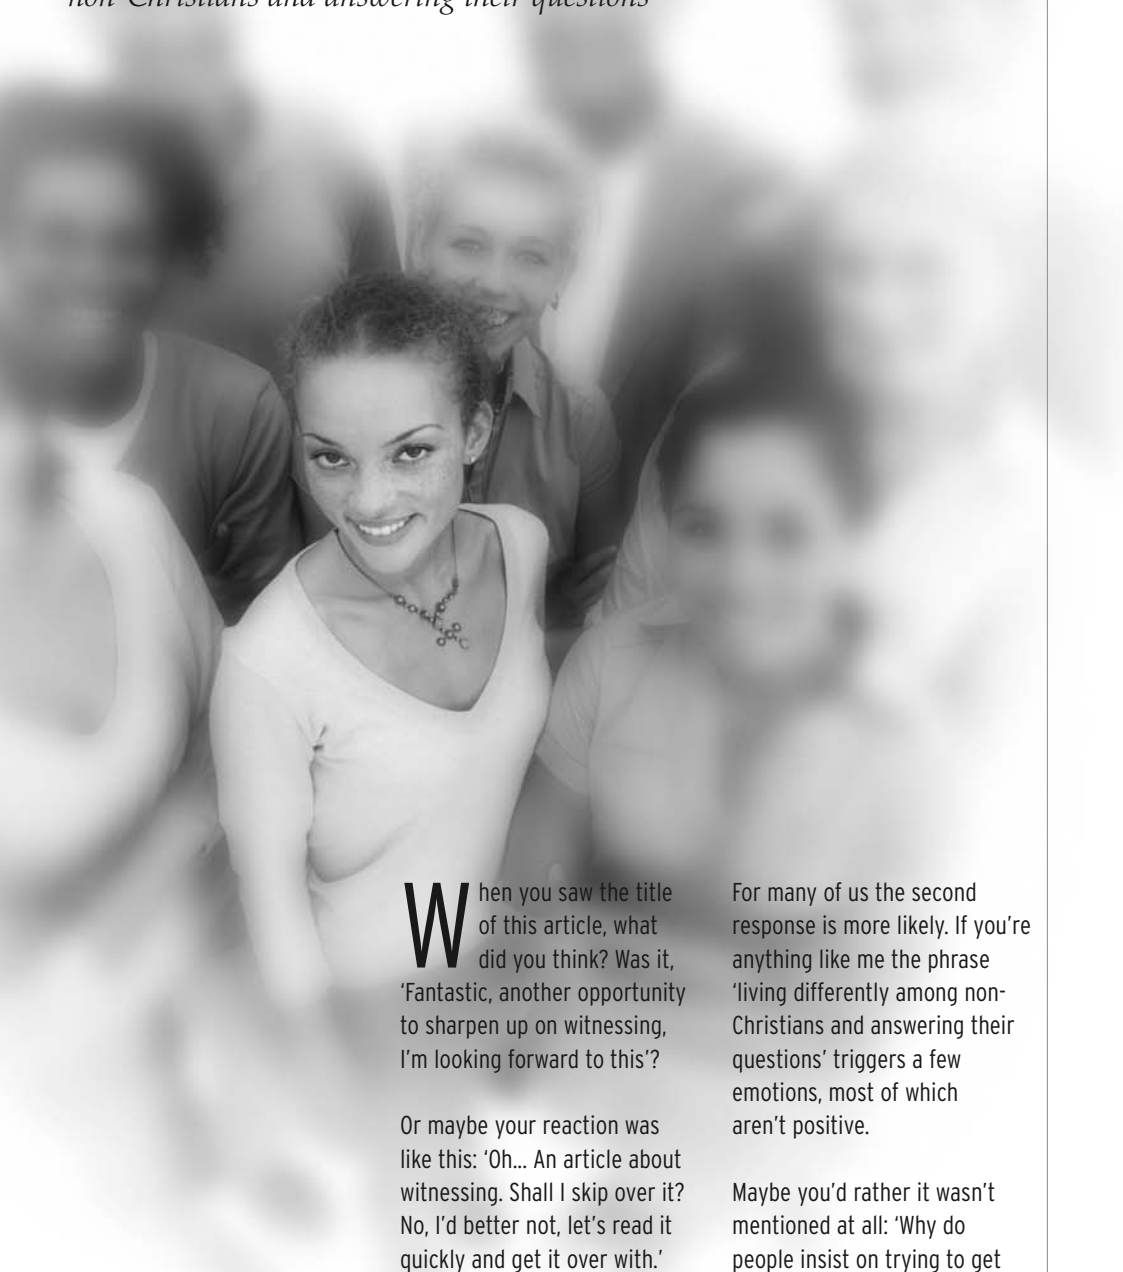 non-Christians and answering their questions
When you saw the title
of this article, what
did you think? Was it,
‘Fantastic, another opportunity
to sharpen up on witnessing,
I’m looking forward to this’?
Or maybe your reaction was
like this: ‘Oh... An article about
witnessing. Shall I skip over it?
No, I’d better not, let’s read it
quickly and get it over with.’
For many of us the second
response is more likely. If you’re
anything like me the phrase
‘living differently among non-
Christians and answering their
questions’ triggers a few
emotions, most of which
aren’t positive.
Maybe you’d rather it wasn’t
mentioned at all: ‘Why do
people insist on trying to get